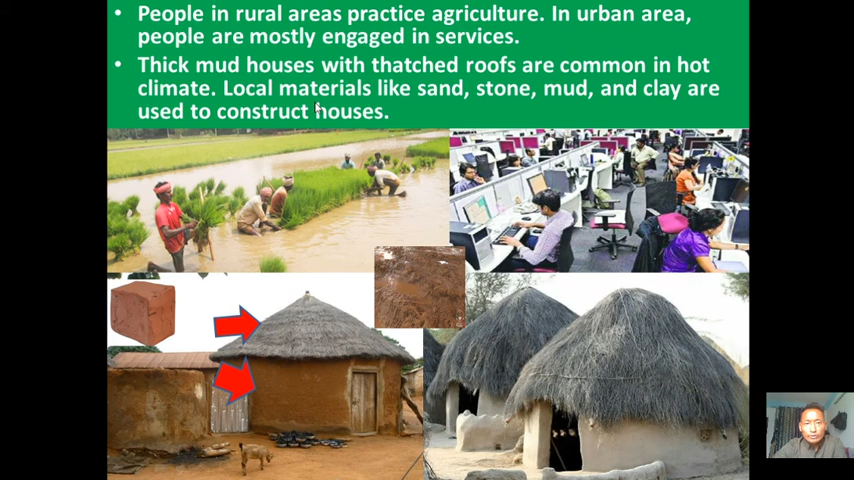 • People in rural areas practice agriculture. In urban area,
people are mostly engaged in services.
• Thick mud houses with thatched roofs are common in hot
climate. Local materials like sand, stone, mud, and clay are
used to construct houses.